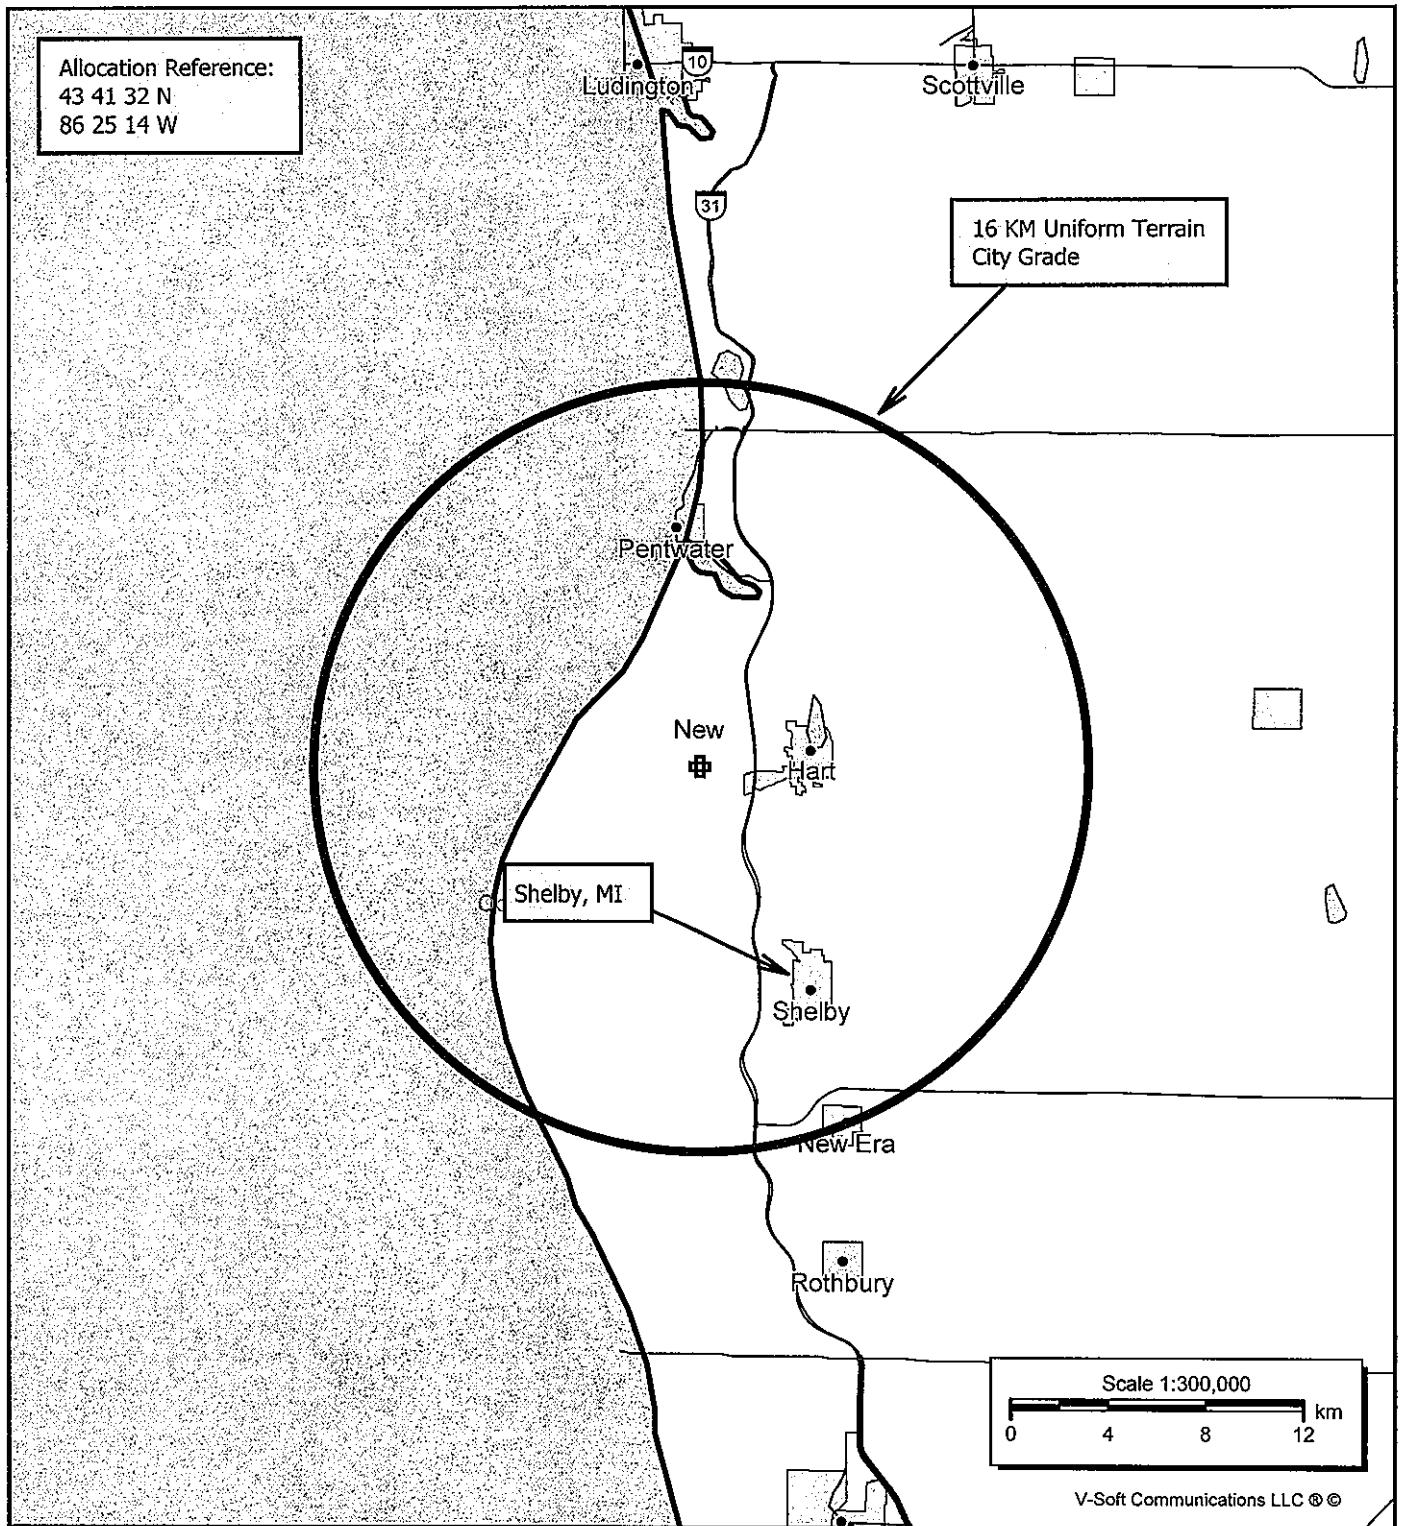 Allocation Reference:
43 41 32 N
86 25 14 W
10
Ludington
Scottville
31
16 KM Uniform Terrain
City Grade
Pentwater
New
Hart
Shelby, MI
Shelby
New Era
Rothbury
Scale 1:300,000
km
0 4 8 12
V-Soft Communications LLC ® ©